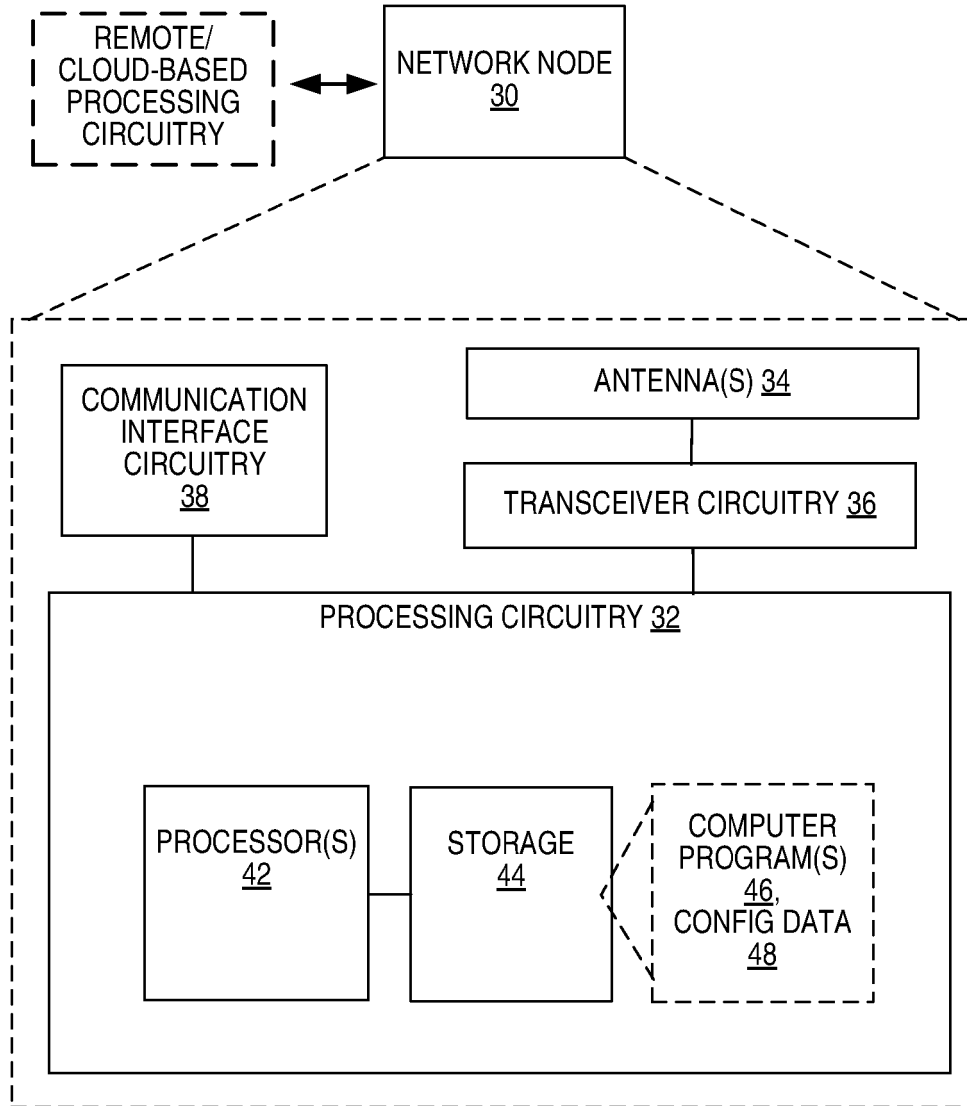 REMOTE/
CLOUD-BASED
PROCESSING
CIRCUITRY
NETWORK NODE
30
COMMUNICATION
INTERFACE
CIRCUITRY
38
ANTENNA(S) 34
TRANSCEIVER CIRCUITRY 36
PROCESSING CIRCUITRY 32
PROCESSOR(S)
42
STORAGE
44
COMPUTER
PROGRAM(S)
46,
CONFIG DATA
48